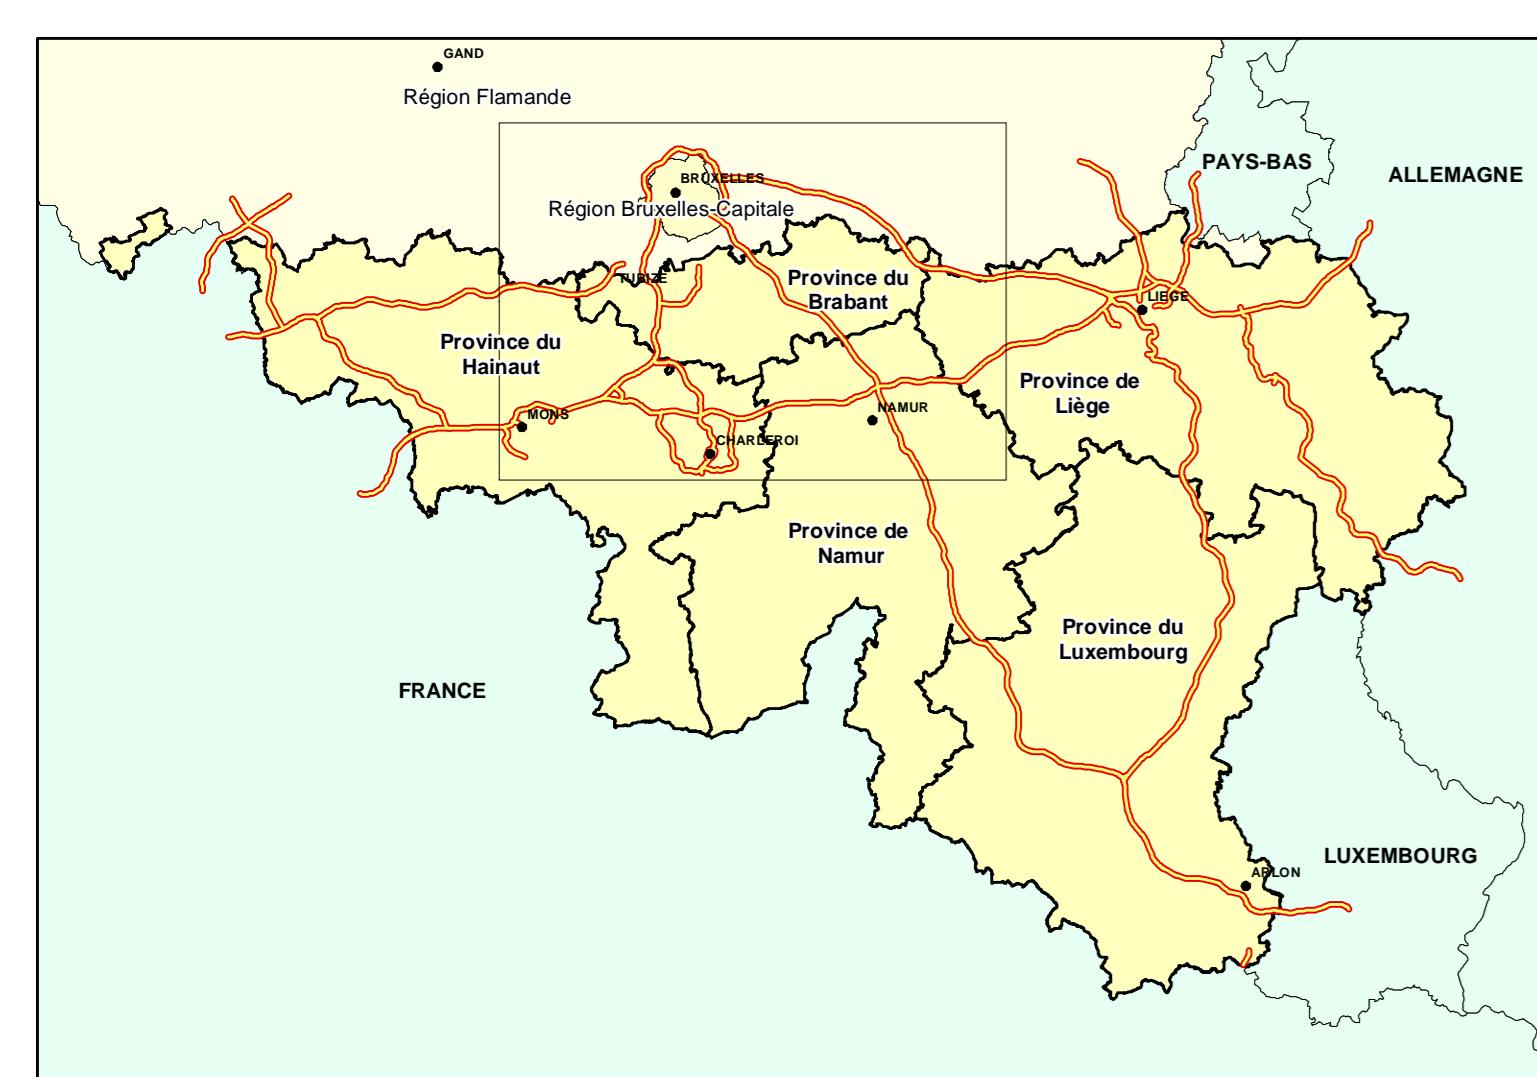 GAND
Région Flamande
PAYS-BAS
ALLEMAGNE
BRUXELLES
Région Bruxelles-Capitale
TUBIZE
Province du
Brabant
LIEGE
Province du
Hainaut
Province de
Liège
MONS
NAMUR
CHARLEROI
Province de
Namur
Province du
Luxembourg
FRANCE
LUXEMBOURG
ARLON